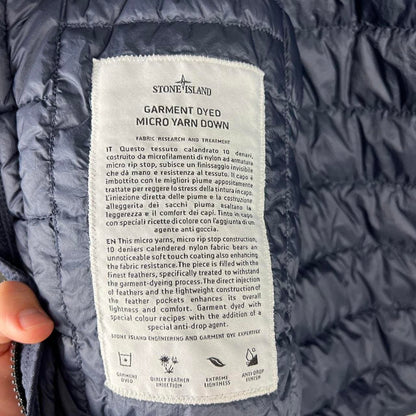 STONE ISLAND
GARMENT DYED
MICRO YARN DOWN
FABRIC RESEARCH AND TREATMENT
IT Questo tessuto calandrato 10 denari,
costruito da microfilamenti di nylon ad armatura
micro rip stop, subisce un finissaggio invisibile
che dà mano e resistenza al tessuto. Il capo è
imbottito con le migliori piume appositamente
trattate per reggere lo stress della tintura in capo.
L'iniezione diretta delle piume e la costruzione
alleggerita dei sacchi piuma esaltano la
leggerezza e il comfort dei capi. Tinto in capo
con speciali ricette di colore con l'aggiunta di un
agente anti goccia.
EN This micro yarns, micro rip stop construction,
10 deniers calendered nylon fabric bears an
unnoticeable soft touch coating also enhancing
the fabric resistance. The piece is filled with the
finest feathers, specifically treated to withstand
the garment-dyeing process. The direct injection
of feathers and the lightweight construction of
the feather pockets enhances its overall
lightness and comfort. Garment dyed with
special colour recipes with the addition of a
special anti-drop agent.
STONE ISLAND ENGINEERING AND GARMENT DYE EXPERTISE
GARMENT
DYED
DIRECT FEATHER
INJECTION
EXTREME
LIGHTNESS
ANTI DROP
FINISH